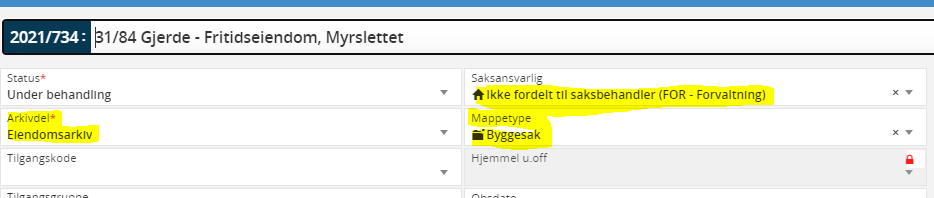 2021/734: 31/84 Gjerde - Fritidseiendom, Myrslettet
Status*
Under behandling
Saksansvarlig
Ikke fordelt til saksbehandler (FOR - Forvaltning)
Arkivdel*
Eiendomsarkiv
Mappetype
Byggesak
Tilgangskode
Hjemmel u.off
Tilgangsgruppe
Obsdato